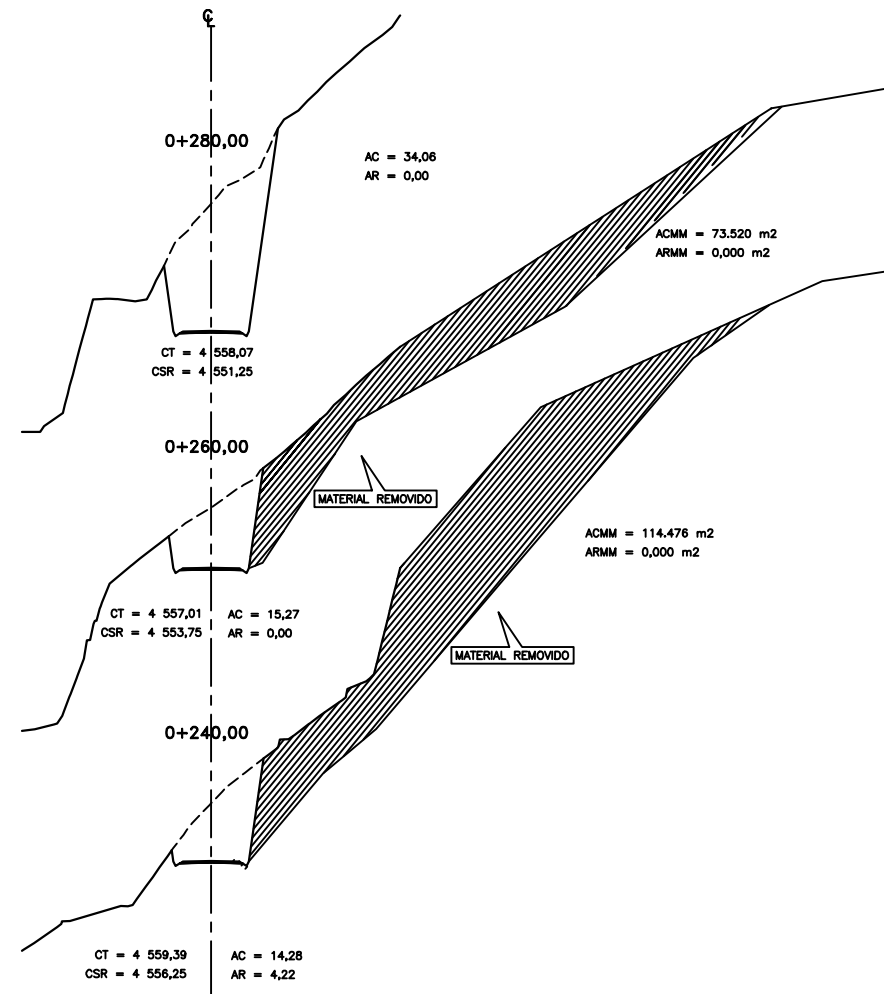 ℄
0+280,00
AC = 34,06
AR = 0,00
ACMM = 73.520 m2
ARMM = 0,000 m2
CT = 4 558,07
CSR = 4 551,25
0+260,00
MATERIAL REMOVIDO
ACMM = 114.476 m2
ARMM = 0,000 m2
CT = 4 557,01 AC = 15,27
CSR = 4 553,75 AR = 0,00
MATERIAL REMOVIDO
0+240,00
CT = 4 559,39 AC = 14,28
CSR = 4 556,25 AR = 4,22